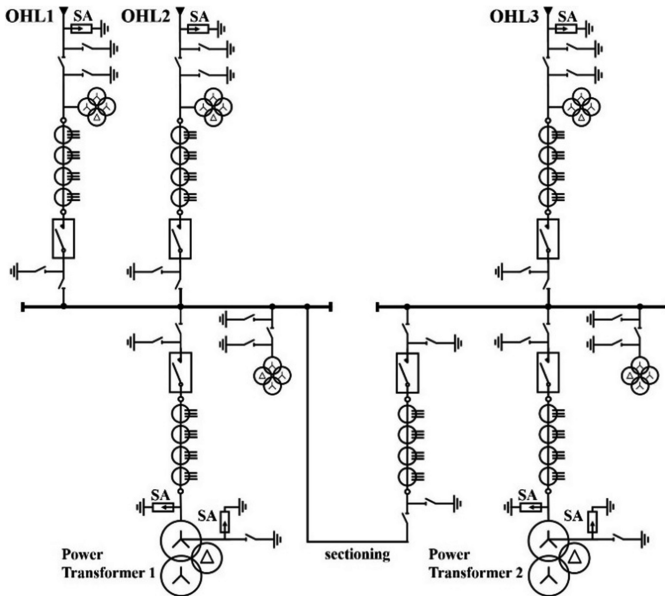 OHL1
SA
OHL2
SA
OHL3
SA
SA
SA
SA
SA
Power
Transformer 1
sectioning
Power
Transformer 2